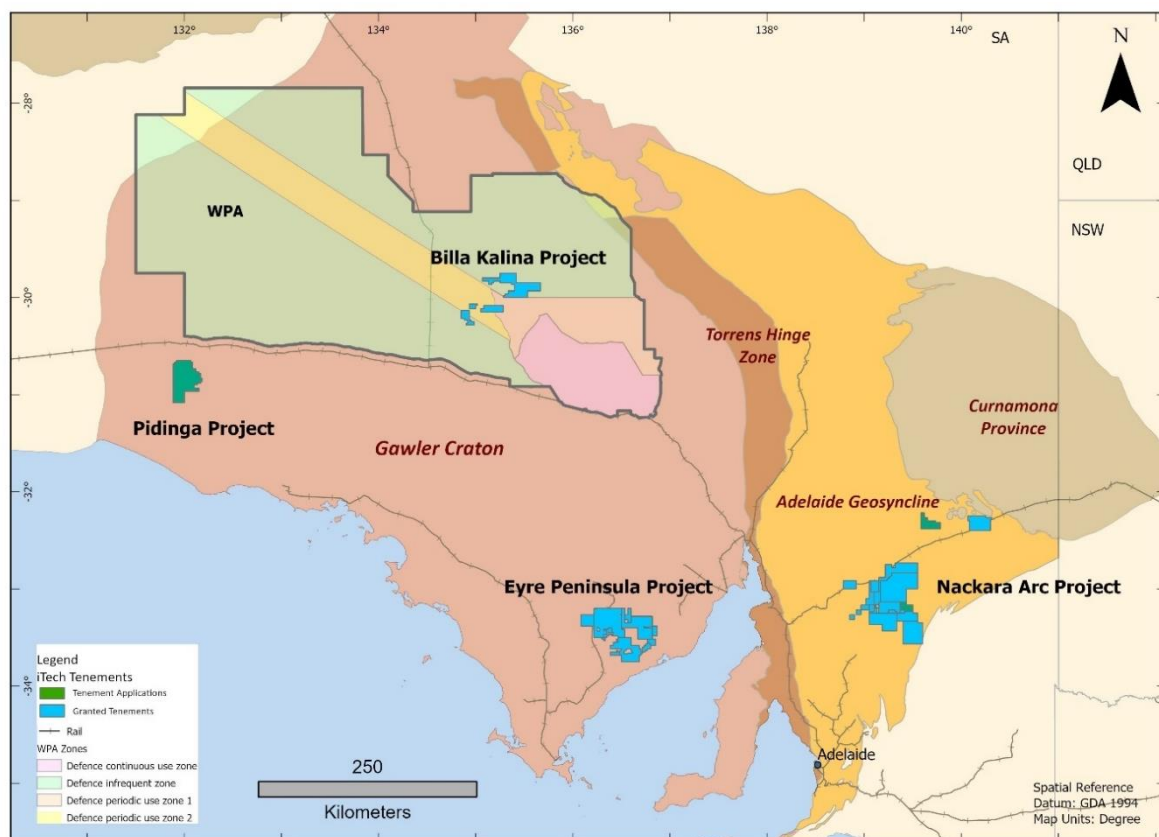 132°
134°
136°
138°
140°
SA
N
-28°
QLD
NSW
WPA
Billa Kalina Project
-30°
Torrens Hinge
Zone
Pidinga Project
Curnamona
Province
Gawler Craton
-32°
Adelaide Geosyncline
Eyre Peninsula Project
Nackara Arc Project
-34°
Legend
iTech Tenements
Tenement Applications
Granted Tenements
Rail
WPA Zones
Defence continuous use zone
Defence infrequent zone
Defence periodic use zone 1
Defence periodic use zone 2
250
Kilometers
Adelaide
Spatial Reference
Datum: GDA 1994
Map Units: Degree